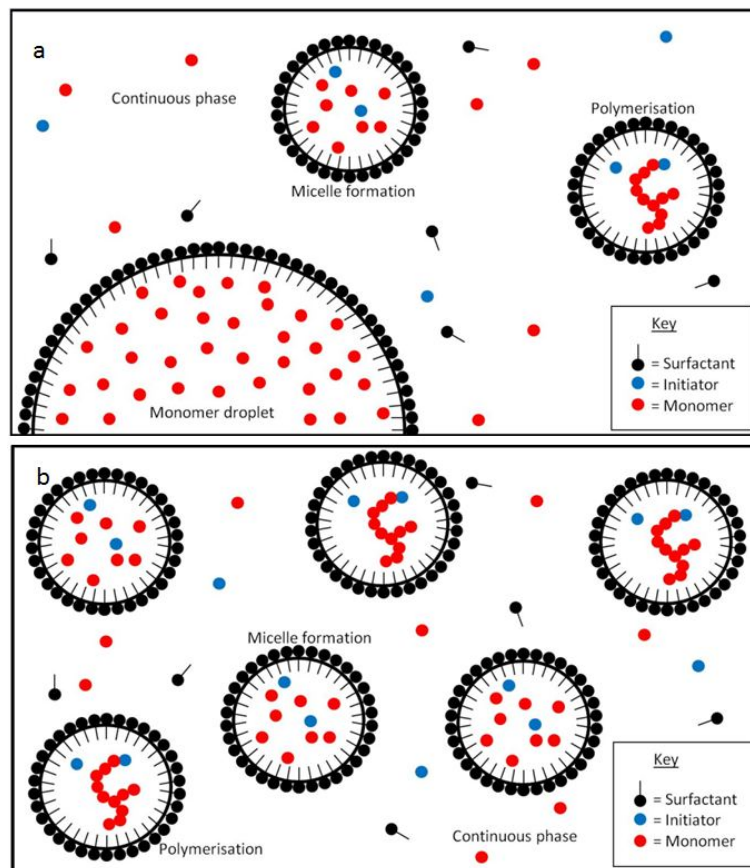 a
Continuous phase
Micelle formation
Polymerisation
Monomer droplet
Key
= Surfactant
= Initiator
= Monomer
b
Micelle formation
Polymerisation
Continuous phase
Key
= Surfactant
= Initiator
= Monomer